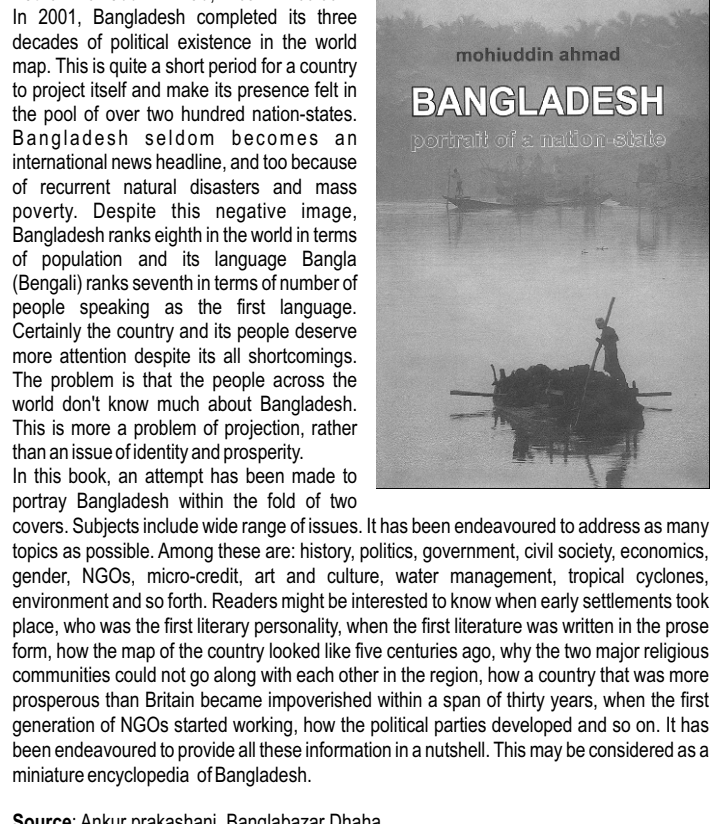 In 2001, Bangladesh completed its three
decades of political existence in the world
map. This is quite a short period for a country
to project itself and make its presence felt in
the pool of over two hundred nation-states.
Bangladesh seldom becomes an
international news headline, and too because
of recurrent natural disasters and mass
poverty. Despite this negative image,
Bangladesh ranks eighth in the world in terms
of population and its language Bangla
(Bengali) ranks seventh in terms of number of
people speaking as the first language.
Certainly the country and its people deserve
more attention despite its all shortcomings.
The problem is that the people across the
world don't know much about Bangladesh.
This is more a problem of projection, rather
than an issue of identity and prosperity.
In this book, an attempt has been made to
portray Bangladesh within the fold of two
covers. Subjects include wide range of issues. It has been endeavoured to address as many
topics as possible. Among these are: history, politics, government, civil society, economics,
gender, NGOs, micro-credit, art and culture, water management, tropical cyclones,
environment and so forth. Readers might be interested to know when early settlements took
place, who was the first literary personality, when the first literature was written in the prose
form, how the map of the country looked like five centuries ago, why the two major religious
communities could not go along with each other in the region, how a country that was more
prosperous than Britain became impoverished within a span of thirty years, when the first
generation of NGOs started working, how the political parties developed and so on. It has
been endeavoured to provide all these information in a nutshell. This may be considered as a
miniature encyclopedia of Bangladesh.
Source: Ankur prakashani, Banglabazar Dhaha
mohiuddin ahmad
BANGLADESH
portrait of a nation-state